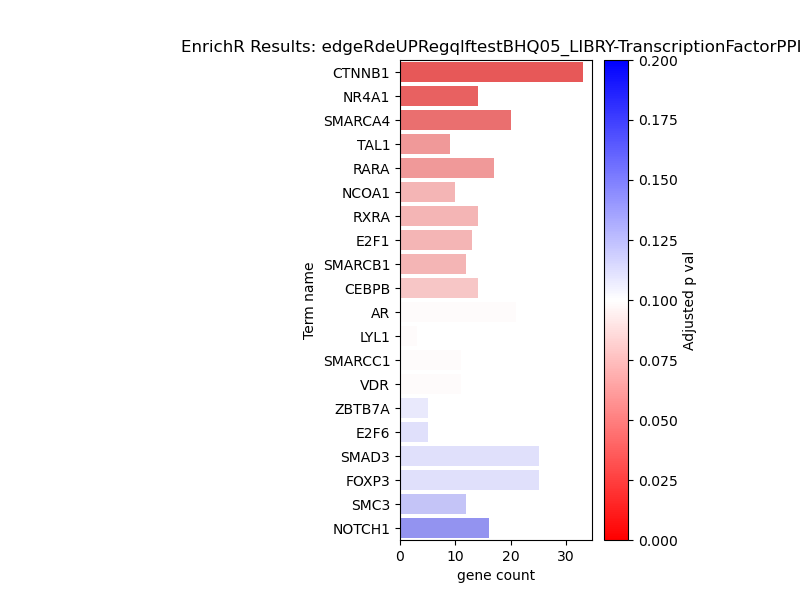 EnrichR Results: edgeRdeUPRegqlftestBHQ05_LIBRY-TranscriptionFactorPPI
CTNNB1
NR4A1
SMARCA4
TAL1
RARA
NCOA1
RXRA
E2F1
SMARCB1
CEBPB
AR
LYL1
SMARCC1
VDR
ZBTB7A
E2F6
SMAD3
FOXP3
SMC3
NOTCH1
Term name
0 10 20 30
gene count
0.200
0.175
0.150
0.125
0.100
0.075
0.050
0.025
0.000
Adjusted p val